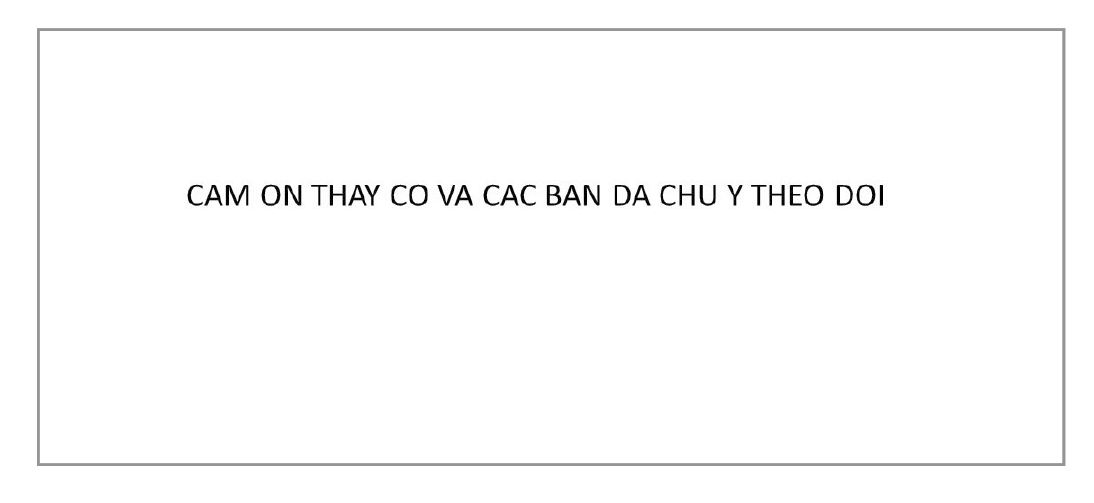 CAM ON THAY CO VA CAC BAN DA CHU Y THEO DOI